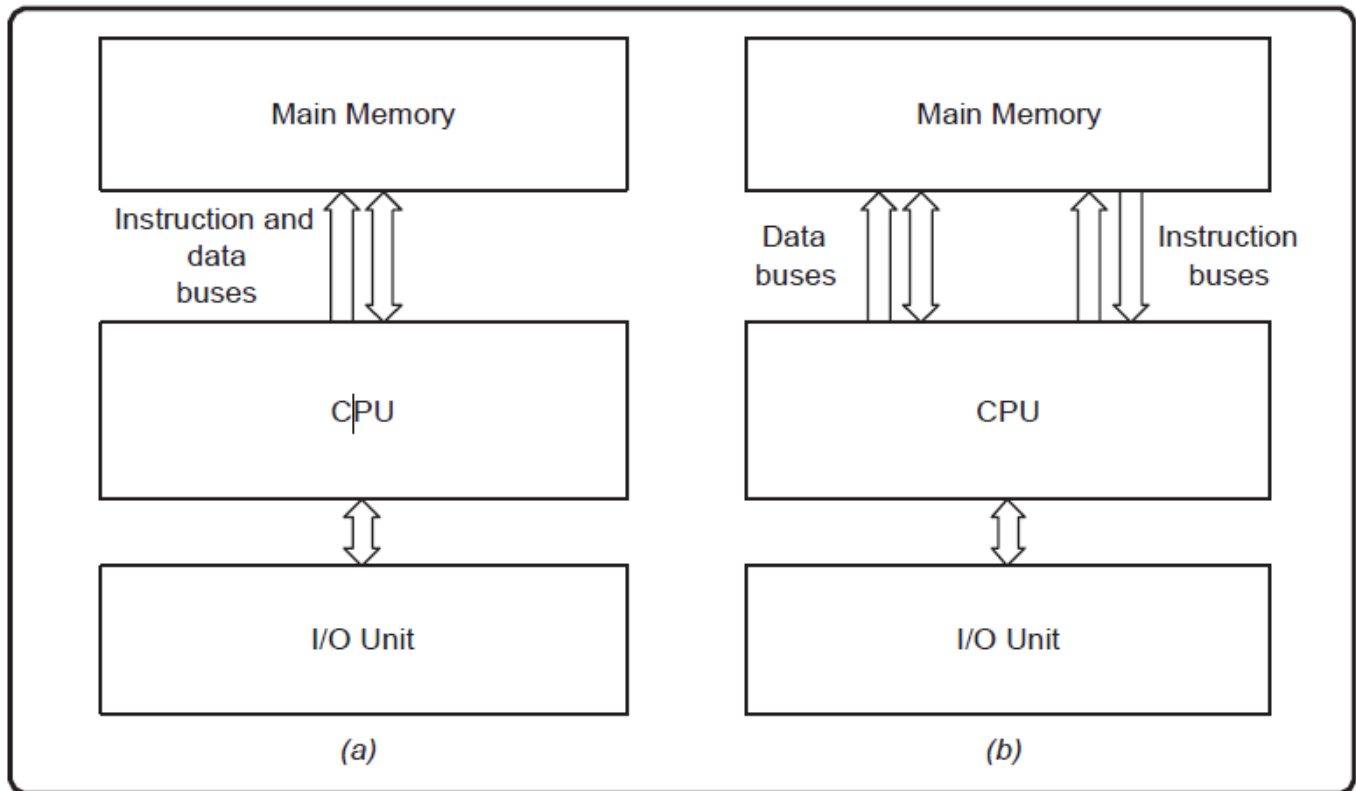 Main Memory
Instruction and
data
buses
CPU
I/O Unit
(a)
Main Memory
Data
buses
Instruction
buses
CPU
I/O Unit
(b)